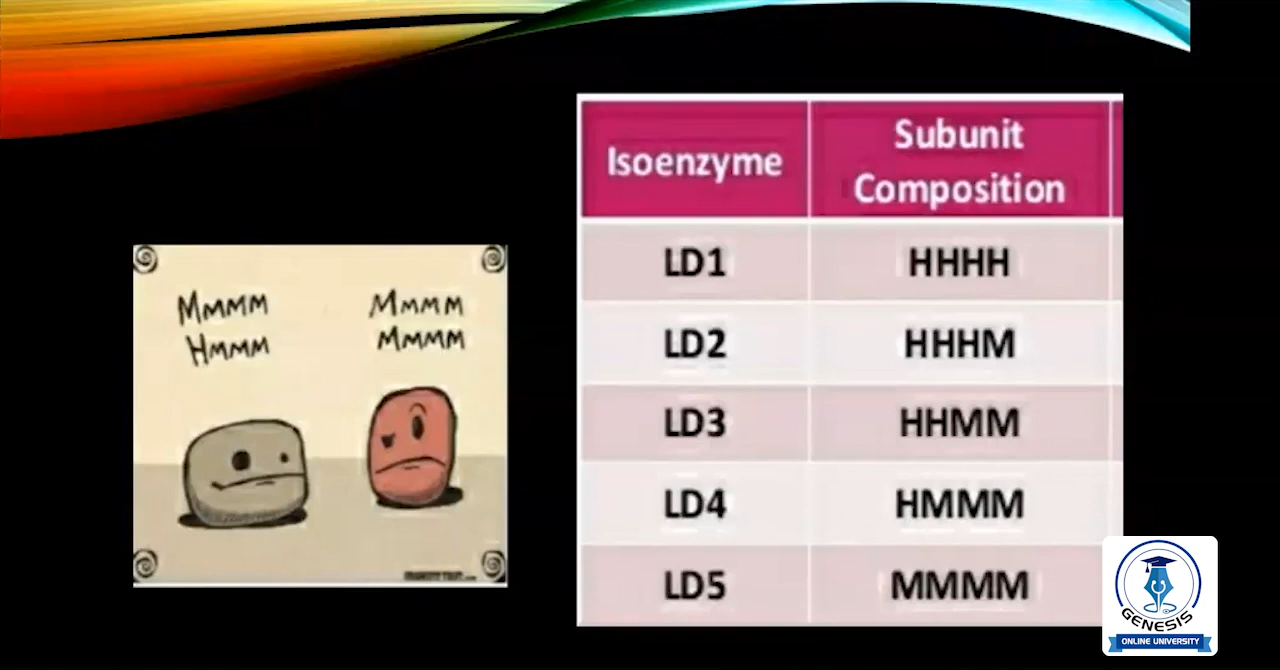 Isoenzyme
Subunit
Composition
LD1 HHHH
LD2 HHHM
LD3 HHMM
LD4 HMMM
LD5 MMMM
MMMM
HMMM
MMMM
MMMM
GENESIS
ONLINE UNIVERSITY